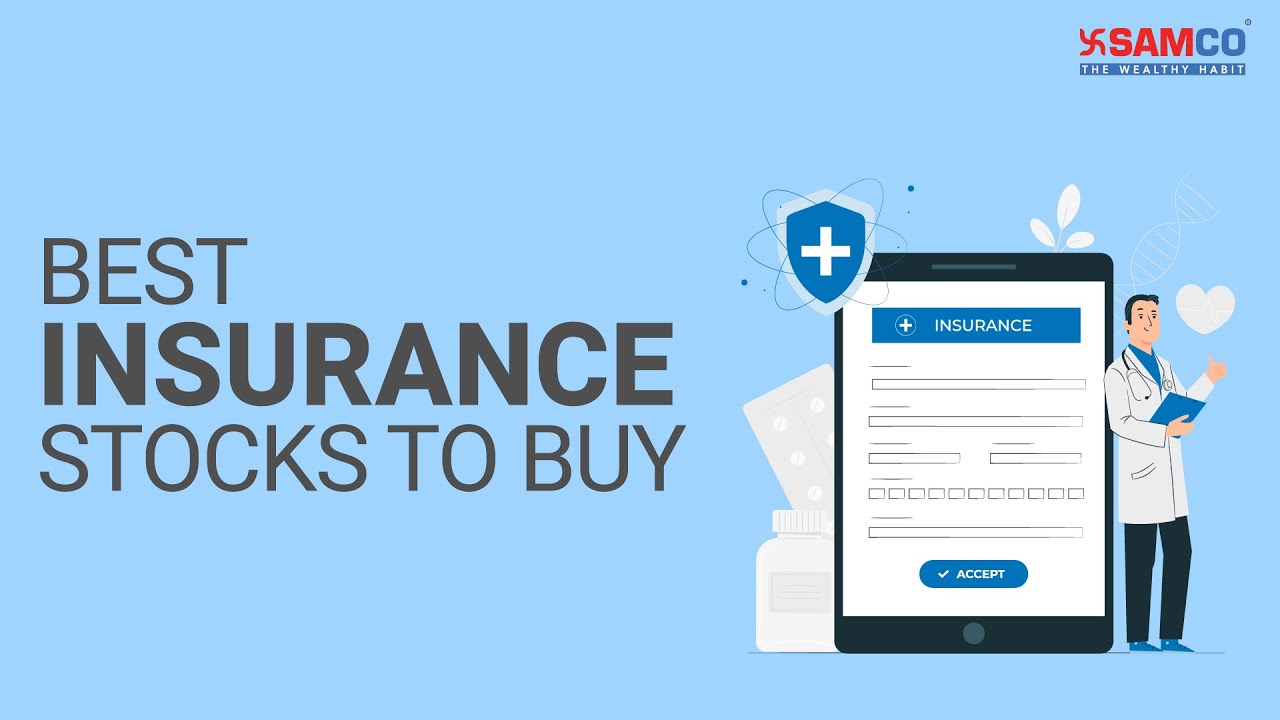 SAMCO
THE WEALTHY HABIT
BEST
INSURANCE
STOCKS TO BUY
INSURANCE
ACCEPT